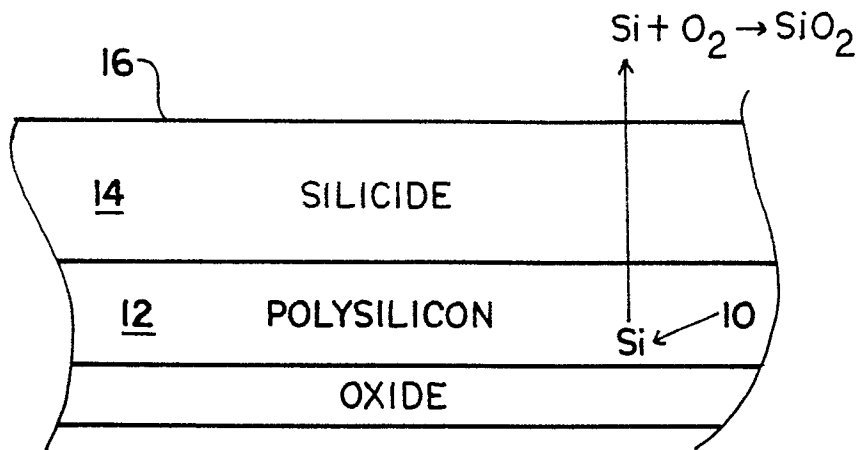 Si + O₂ → SiO₂
16
14 SILICIDE
12 POLYSILICON 10
Si
OXIDE